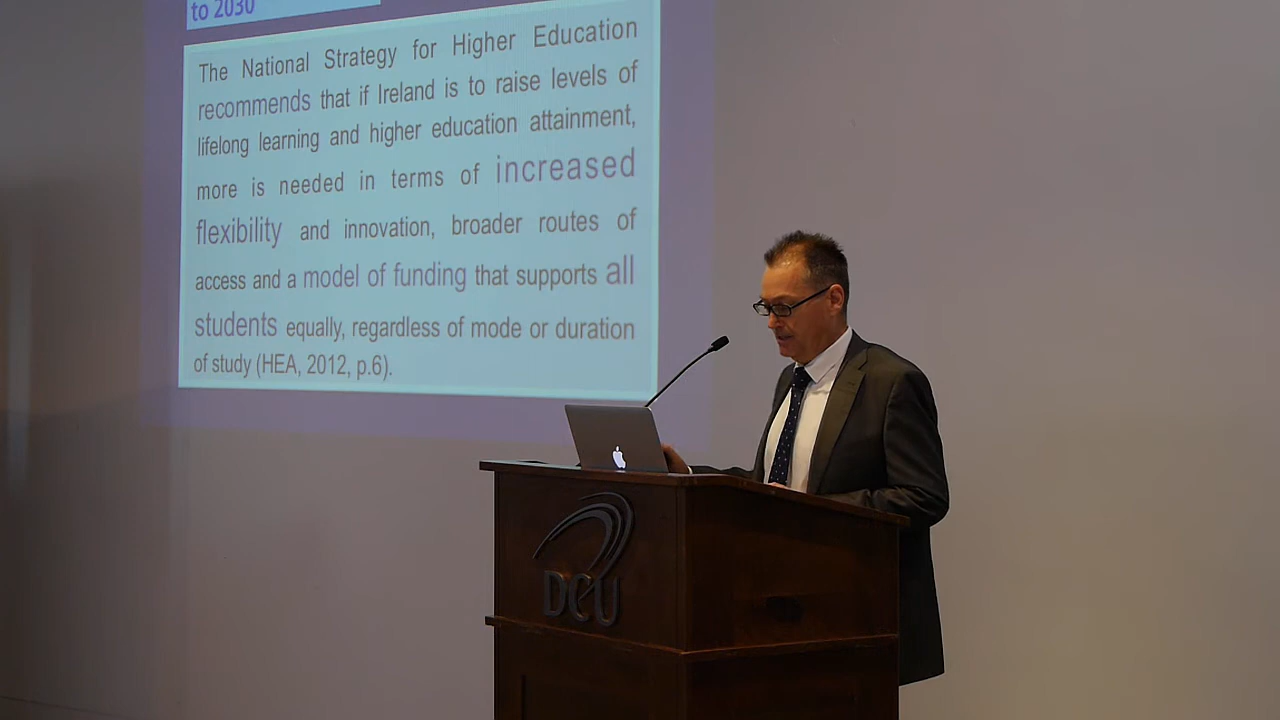 to 2030
The National Strategy for Higher Education
recommends that if Ireland is to raise levels of
lifelong learning and higher education attainment,
more is needed in terms of increased
flexibility and innovation, broader routes of
access and a model of funding that supports all
students equally, regardless of mode or duration
of study (HEA, 2012, p.6).
DCU